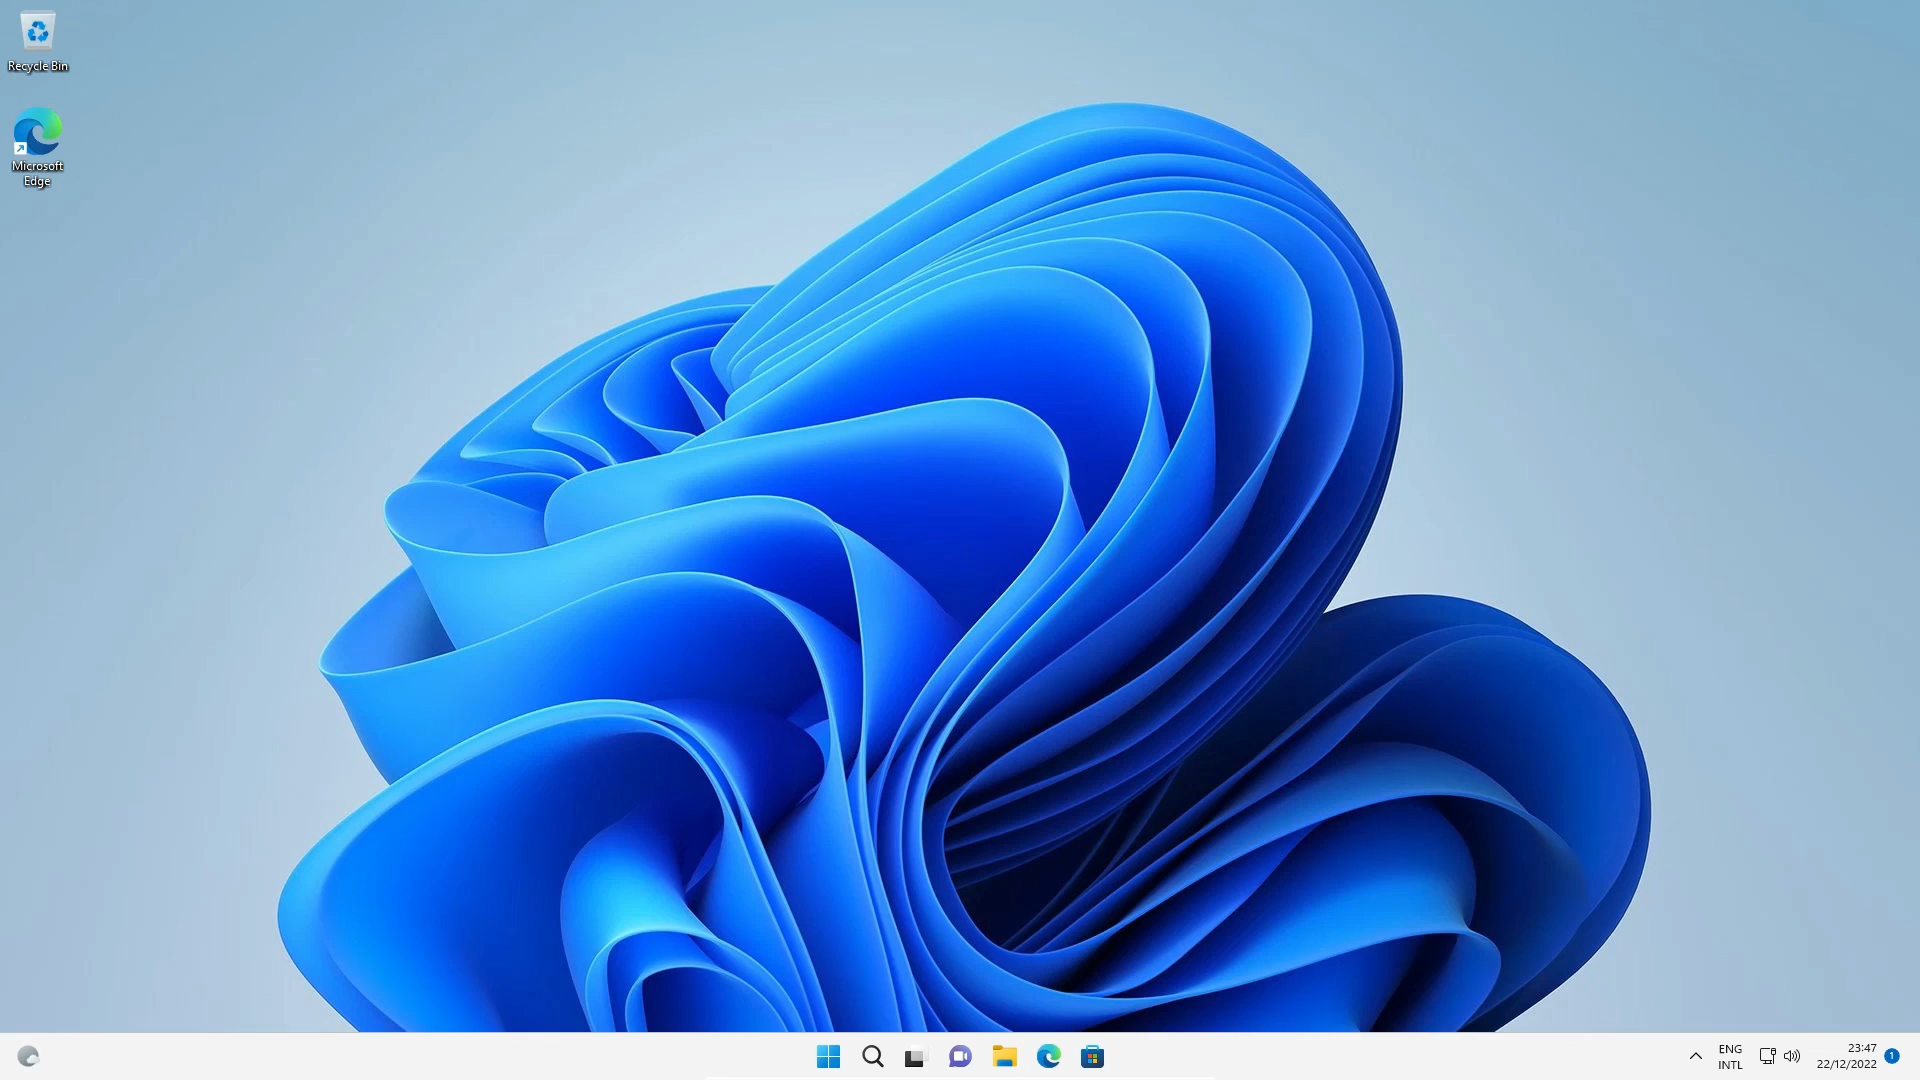 Recycle Bin
Microsoft
Edge
ENG
INTL
23:47
22/12/2022
1